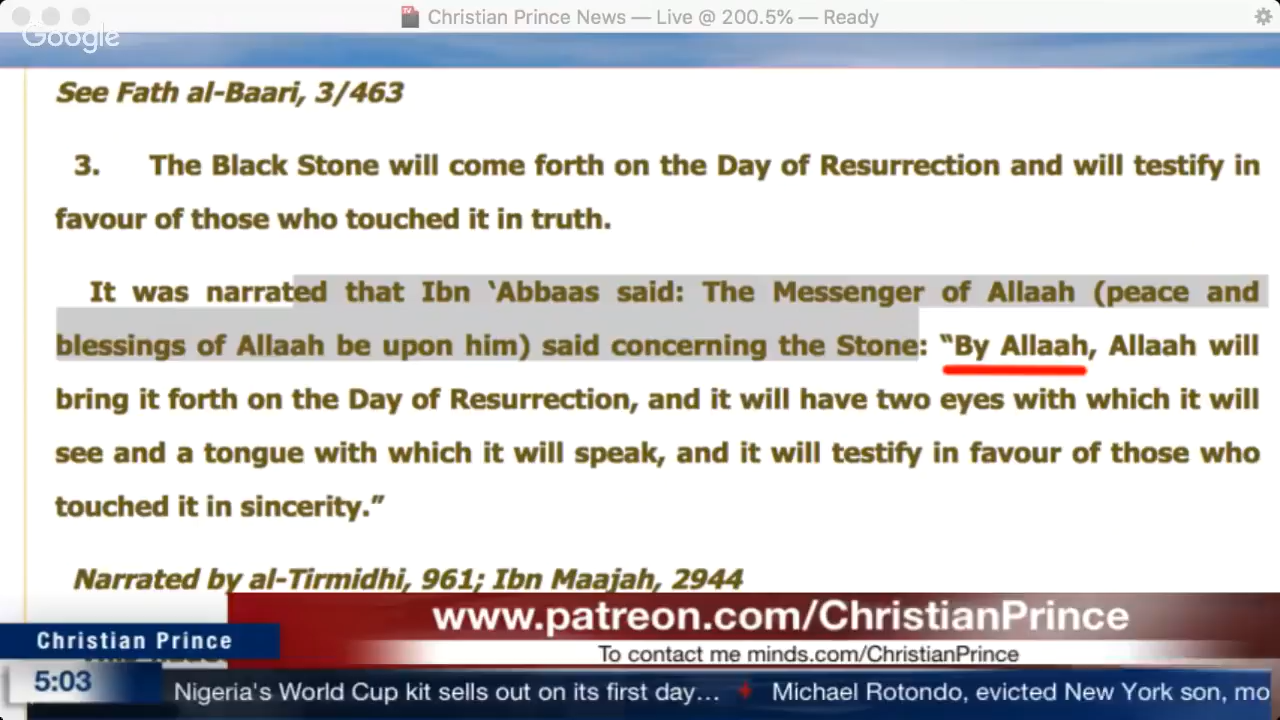 Christian Prince News — Live @ 200.5% — Ready
Google
See Fath al-Baari, 3/463
3. The Black Stone will come forth on the Day of Resurrection and will testify in
favour of those who touched it in truth.
It was narrated that Ibn ‘Abbaas said: The Messenger of Allaah (peace and
blessings of Allaah be upon him) said concerning the Stone: “By Allaah, Allaah will
bring it forth on the Day of Resurrection, and it will have two eyes with which it will
see and a tongue with which it will speak, and it will testify in favour of those who
touched it in sincerity.”
Narrated by al-Tirmidhi, 961; Ibn Maajah, 2944
www.patreon.com/ChristianPrince
Christian Prince
To contact me minds.com/ChristianPrince
5:03
Nigeria's World Cup kit sells out on its first day... Michael Rotondo, evicted New York son, mo